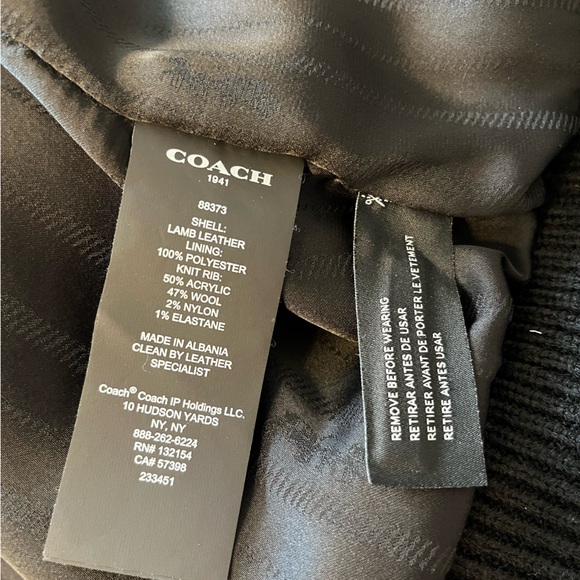 COACH
1941
88373
SHELL:
LAMB LEATHER
LINING:
100% POLYESTER
KNIT RIB:
50% ACRYLIC
47% WOOL
2% NYLON
1% ELASTANE
MADE IN ALBANIA
CLEAN BY LEATHER
SPECIALIST
Coach® Coach IP Holdings LLC.
10 HUDSON YARDS
NY, NY
888-262-6224
RN# 132154
CA# 57398
233451
REMOVE BEFORE WEARING
RETIRAR ANTES DE USAR
RETIRER AVANT DE PORTER LE VETEMENT
RETIRE ANTES DE USAR